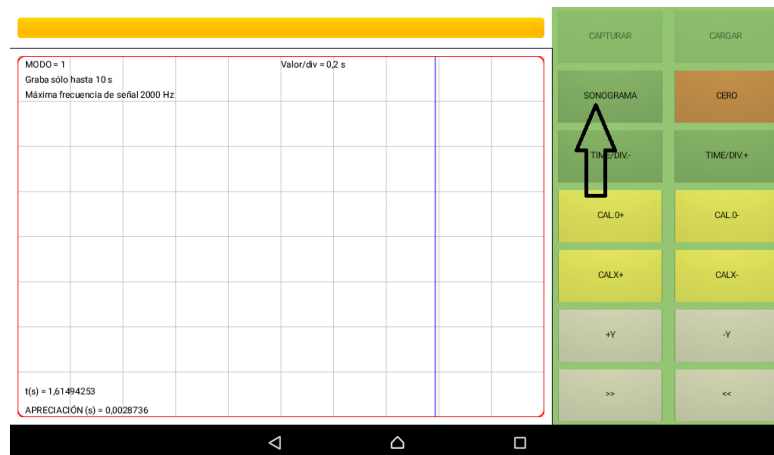 MODO = 1
Valor/div = 0,2 s
Graba sólo hasta 10 s
Máxima frecuencia de señal 2000 Hz
t(s) = 1,61494253
APRECIACIÓN (s) = 0,0028736
CAPTURAR
CARGAR
SONOGRAMA
CERO
TIME/DIV.-
TIME/DIV.+
CAL.0+
CAL.0-
CALX+
CALX-
+Y
-Y
>>
<<